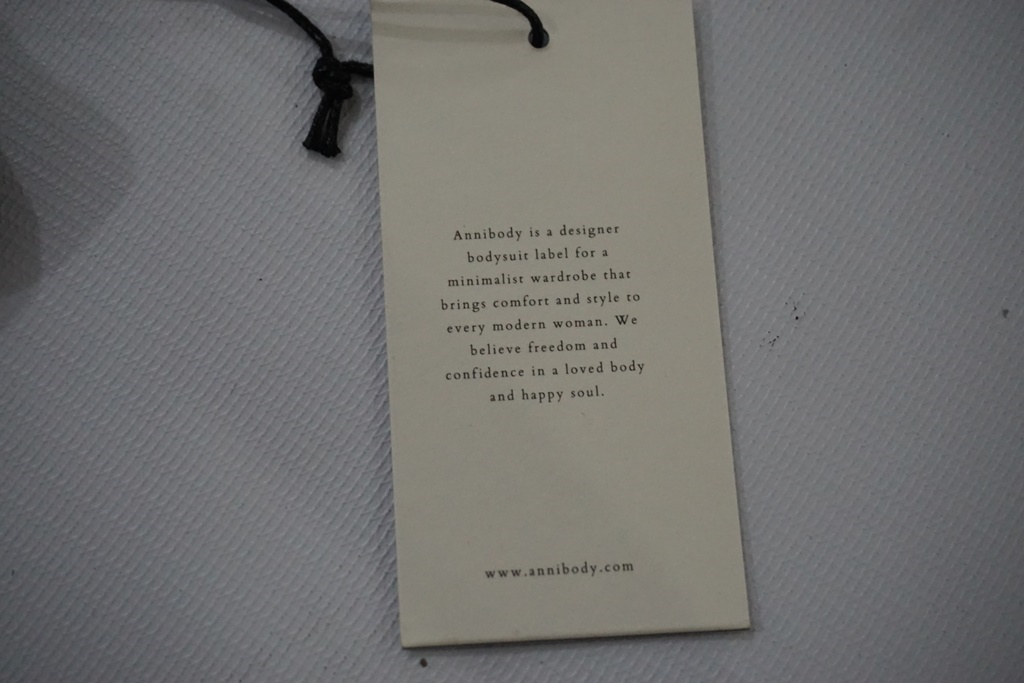 Annibody is a designer
bodysuit label for a
minimalist wardrobe that
brings comfort and style to
every modern woman. We
believe freedom and
confidence in a loved body
and happy soul.
www.annibody.com